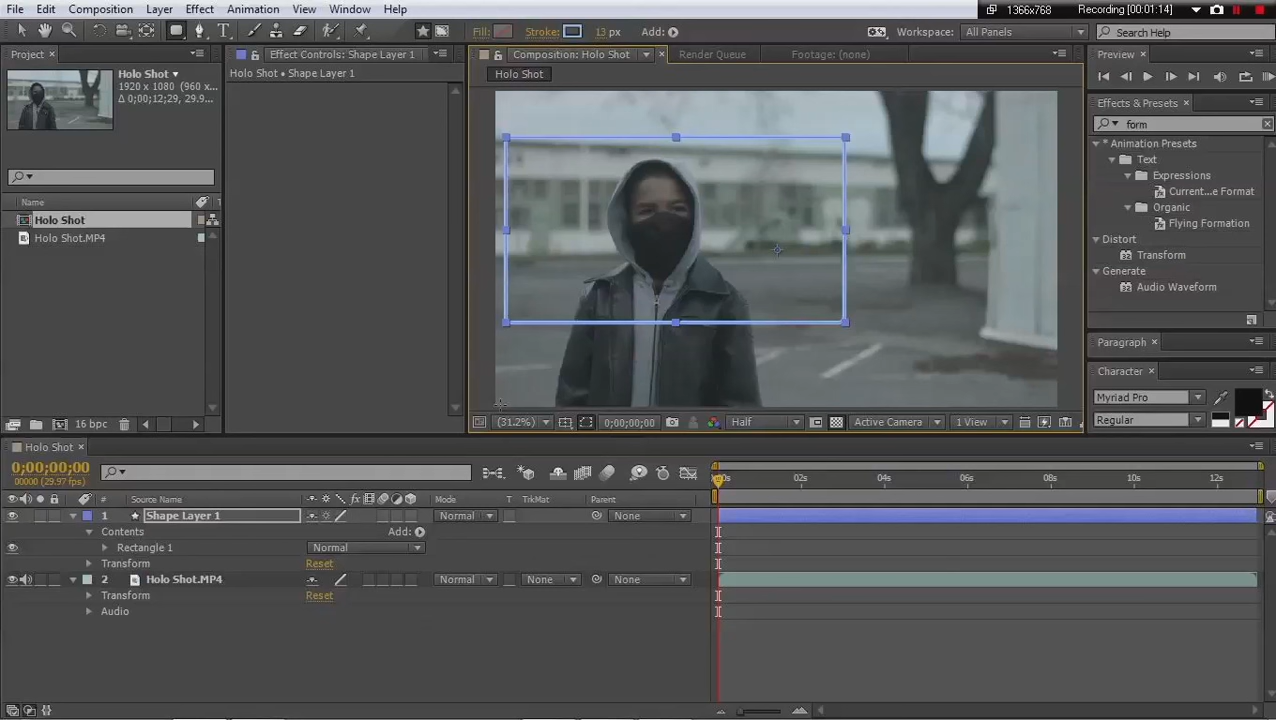 File Edit Composition Layer Effect Animation View Window Help
1366x768 Recording [00:01:14]
Fill: Stroke: 13 px Add: Workspace: All Panels Search Help
Project Effect Controls: Shape Layer 1 Composition: Holo Shot Render Queue Footage: (none) Preview
Holo Shot
1920 x 1080 (960 x
Δ 0;00;12;29, 29.9
Holo Shot • Shape Layer 1
Holo Shot
Effects & Presets
form
Animation Presets
Text
Expressions
Current...e Format
Organic
Flying Formation
Distort
Transform
Generate
Audio Waveform
Name
Holo Shot
Holo Shot.MP4
Paragraph
Character
Myriad Pro
Regular
16 bpc
(31.2%) 0;00;00;00 Half Active Camera 1 View
Holo Shot
0;00;00;00
00000 (29.97 fps)
02s 04s 06s 08s 10s 12s
# Source Name Mode T TrkMat Parent
1 Shape Layer 1 Normal None
Contents Add:
Rectangle 1 Normal
Transform Reset
2 Holo Shot.MP4 Normal None None
Transform Reset
Audio